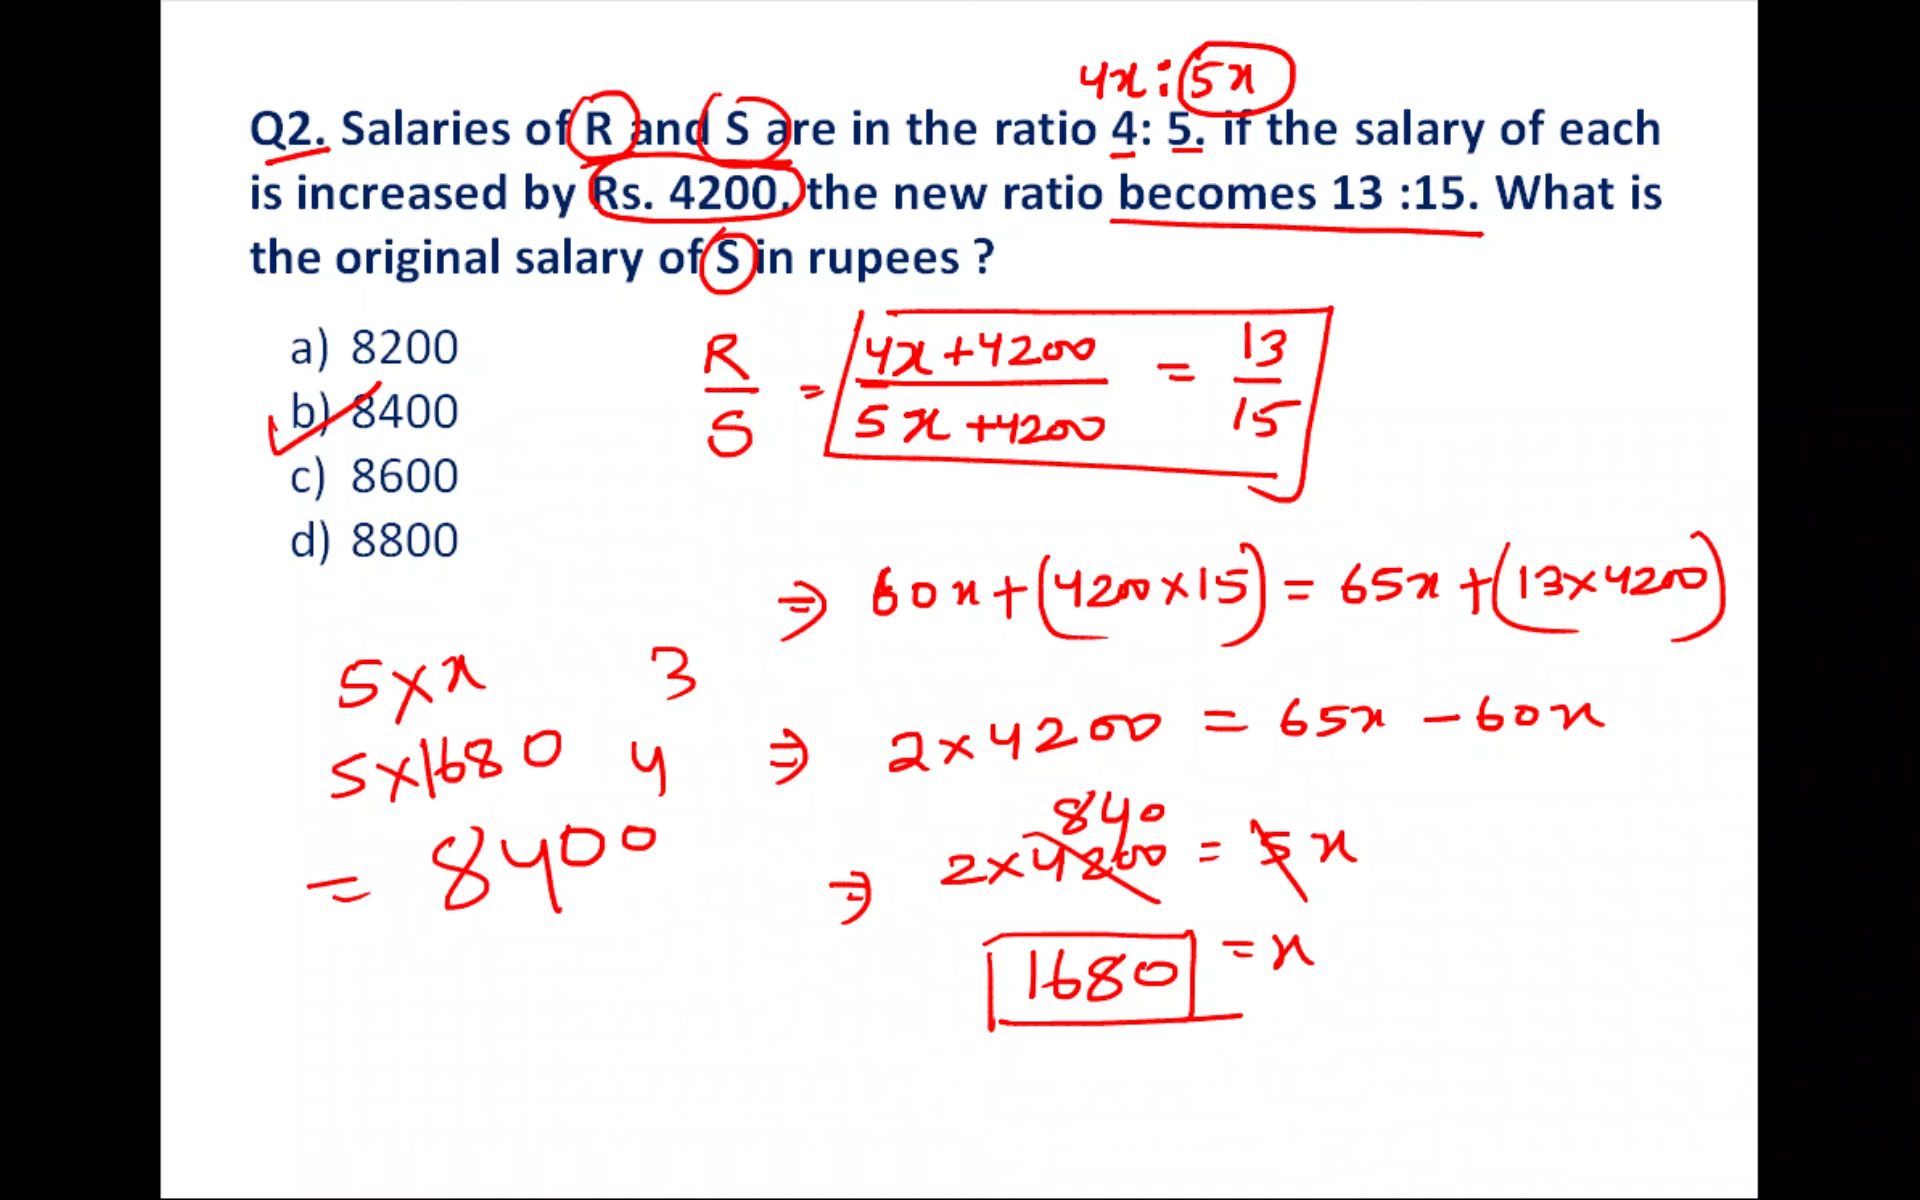 4x : 5x
Q2. Salaries of R and S are in the ratio 4: 5. if the salary of each
is increased by Rs. 4200, the new ratio becomes 13 :15. What is
the original salary of S in rupees ?
a) 8200
b) 8400
c) 8600
d) 8800
R/S = 4x+4200/5x+4200 = 13/15
⇒ 60x+(4200×15) = 65x+(13×4200)
5×x 3
⇒ 2×4200 = 65x - 60x
5×1680 4
840
⇒ 2×4200 = 5x
= 8400
1680 = x